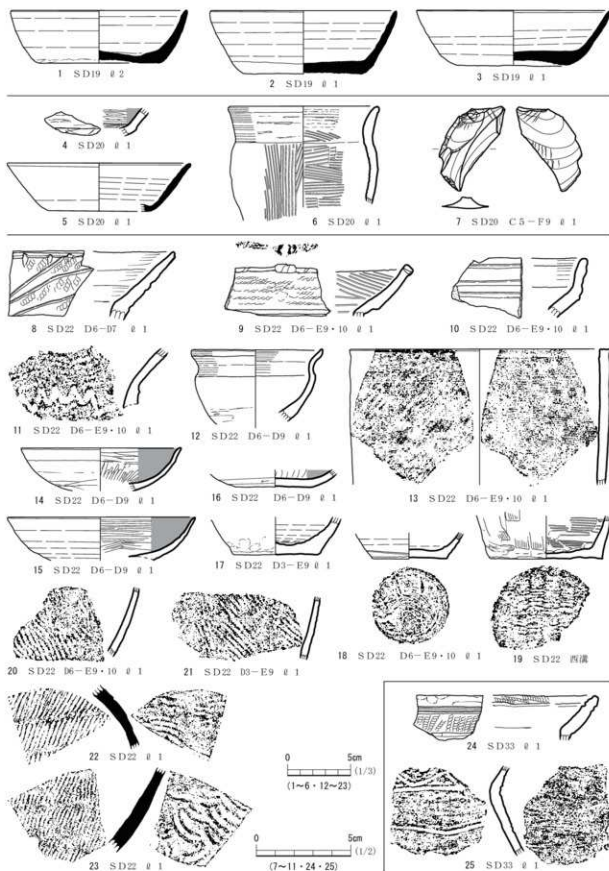 1 SD19 ℓ2
2 SD19 ℓ1
3 SD19 ℓ1
4 SD20 ℓ1
5 SD20 ℓ1
6 SD20 ℓ1
7 SD20 C5-F9 ℓ1
8 SD22 D6-D7 ℓ1
9 SD22 D6-E9・10 ℓ1
10 SD22 D6-E9・10 ℓ1
11 SD22 D6-E9・10 ℓ1
12 SD22 D6-D9 ℓ1
13 SD22 D6-E9・10 ℓ1
14 SD22 D6-D9 ℓ1
16 SD22 D6-D9 ℓ1
15 SD22 D6-D9 ℓ1
17 SD22 D3-E9 ℓ1
18 SD22 D6-E9・10 ℓ1
19 SD22 西溝
20 SD22 D6-E9・10 ℓ1
21 SD22 D3-E9 ℓ1
22 SD22 ℓ1
23 SD22 ℓ1
0 5cm
(1/3)
(1~6・12~23)
0 5cm
(1/2)
(7~11・24・25)
24 SD33 ℓ1
25 SD33 ℓ1